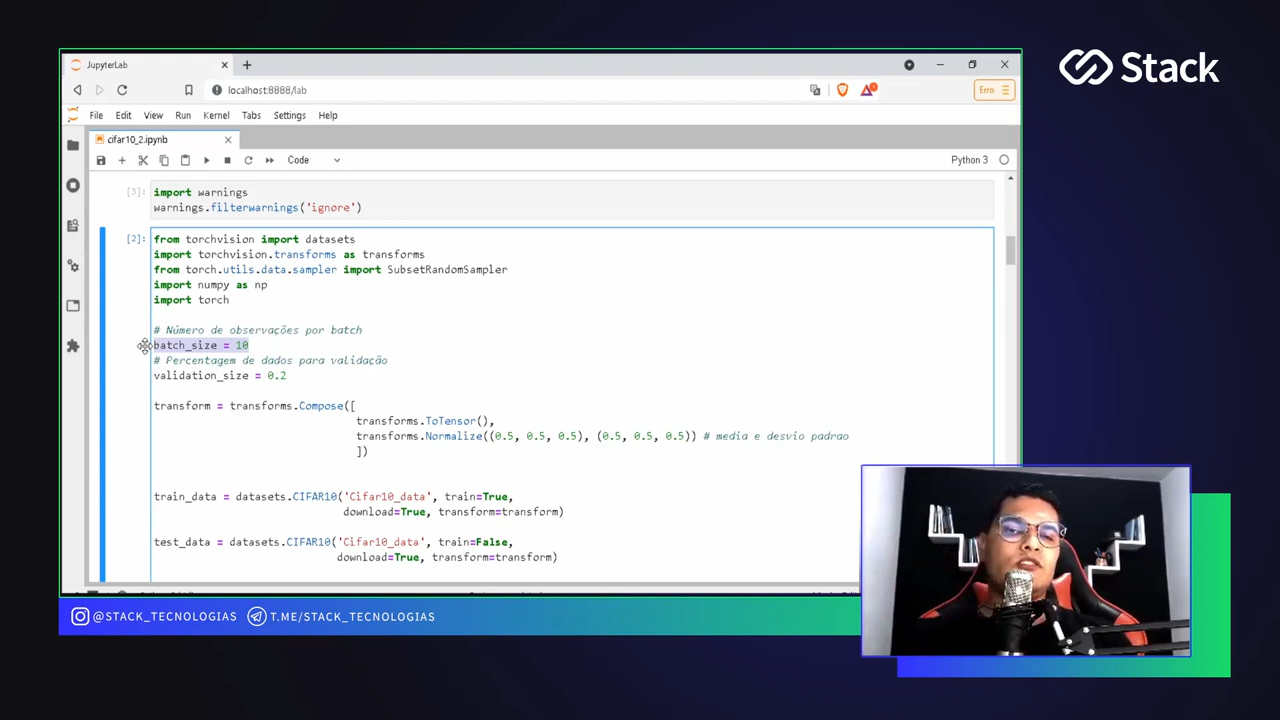 Stack
JupyterLab
localhost:8888/lab
Erro
File Edit View Run Kernel Tabs Settings Help
cifar10_2.ipynb
Code
Python 3
[3]:
import warnings
warnings.filterwarnings('ignore')
[2]:
from torchvision import datasets
import torchvision.transforms as transforms
from torch.utils.data.sampler import SubsetRandomSampler
import numpy as np
import torch
# Número de observações por batch
batch_size = 10
# Percentagem de dados para validação
validation_size = 0.2
transform = transforms.Compose([
transforms.ToTensor(),
transforms.Normalize((0.5, 0.5, 0.5), (0.5, 0.5, 0.5)) # media e desvio padrao
])
train_data = datasets.CIFAR10('Cifar10_data', train=True,
download=True, transform=transform)
test_data = datasets.CIFAR10('Cifar10_data', train=False,
download=True, transform=transform)
@STACK_TECNOLOGIAS
T.ME/STACK_TECNOLOGIAS